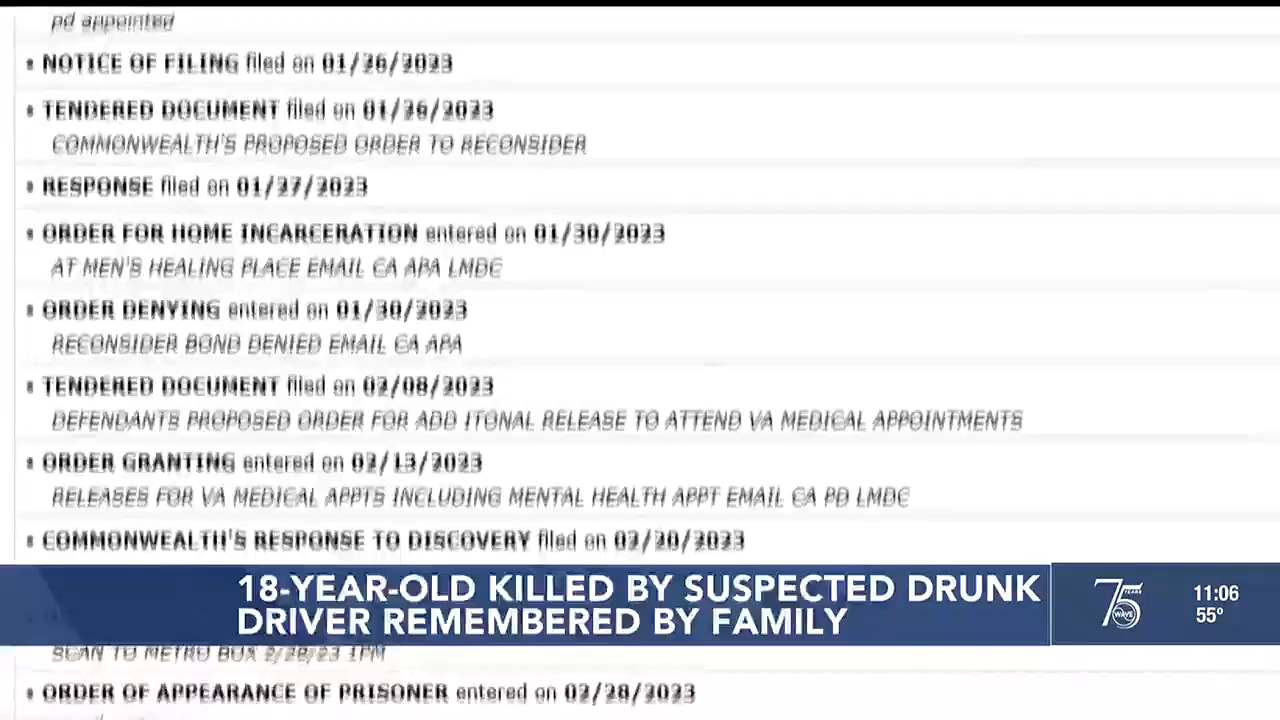 pd appointed
• NOTICE OF FILING filed on 01/26/2023
• TENDERED DOCUMENT filed on 01/26/2023
COMMONWEALTH'S PROPOSED ORDER TO RECONSIDER
• RESPONSE filed on 01/27/2023
• ORDER FOR HOME INCARCERATION entered on 01/30/2023
AT MEN'S HEALING PLACE EMAIL CA APA LMDC
• ORDER DENYING entered on 01/30/2023
RECONSIDER BOND DENIED EMAIL CA APA
• TENDERED DOCUMENT filed on 02/08/2023
DEFENDANTS PROPOSED ORDER FOR ADD ITONAL RELEASE TO ATTEND VA MEDICAL APPOINTMENTS
• ORDER GRANTING entered on 02/13/2023
RELEASES FOR VA MEDICAL APPTS INCLUDING MENTAL HEALTH APPT EMAIL CA PD LMDC
• COMMONWEALTH'S RESPONSE TO DISCOVERY filed on 02/20/2023
18-YEAR-OLD KILLED BY SUSPECTED DRUNK
DRIVER REMEMBERED BY FAMILY
75 YEARS WAVE
11:06
55°
SCAN TO METRO BOX 2/28/23 1PM
• ORDER OF APPEARANCE OF PRISONER entered on 02/28/2023